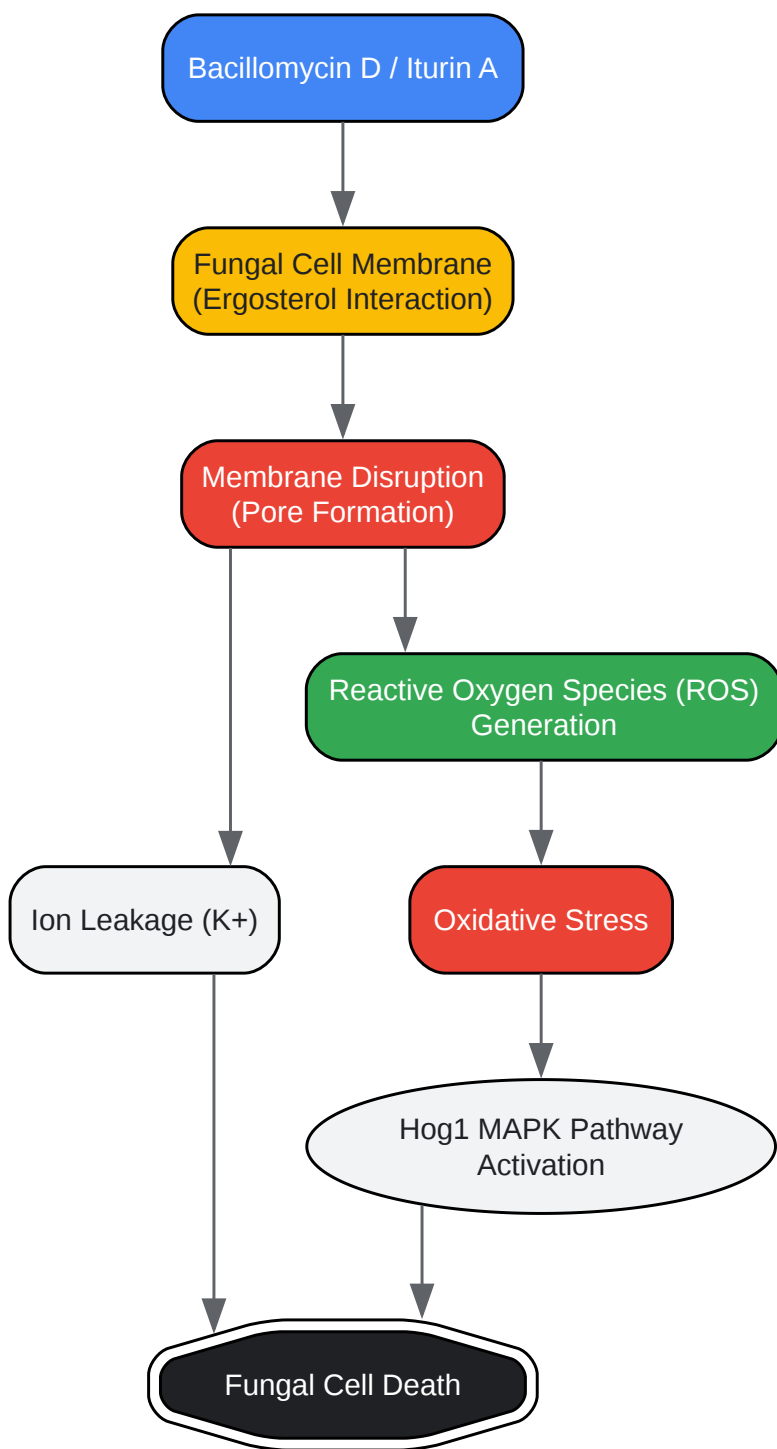 Bacillomycin D / Iturin A
Fungal Cell Membrane
(Ergosterol Interaction)
Membrane Disruption
(Pore Formation)
Reactive Oxygen Species (ROS)
Generation
Ion Leakage (K+)
Oxidative Stress
Hog1 MAPK Pathway
Activation
Fungal Cell Death